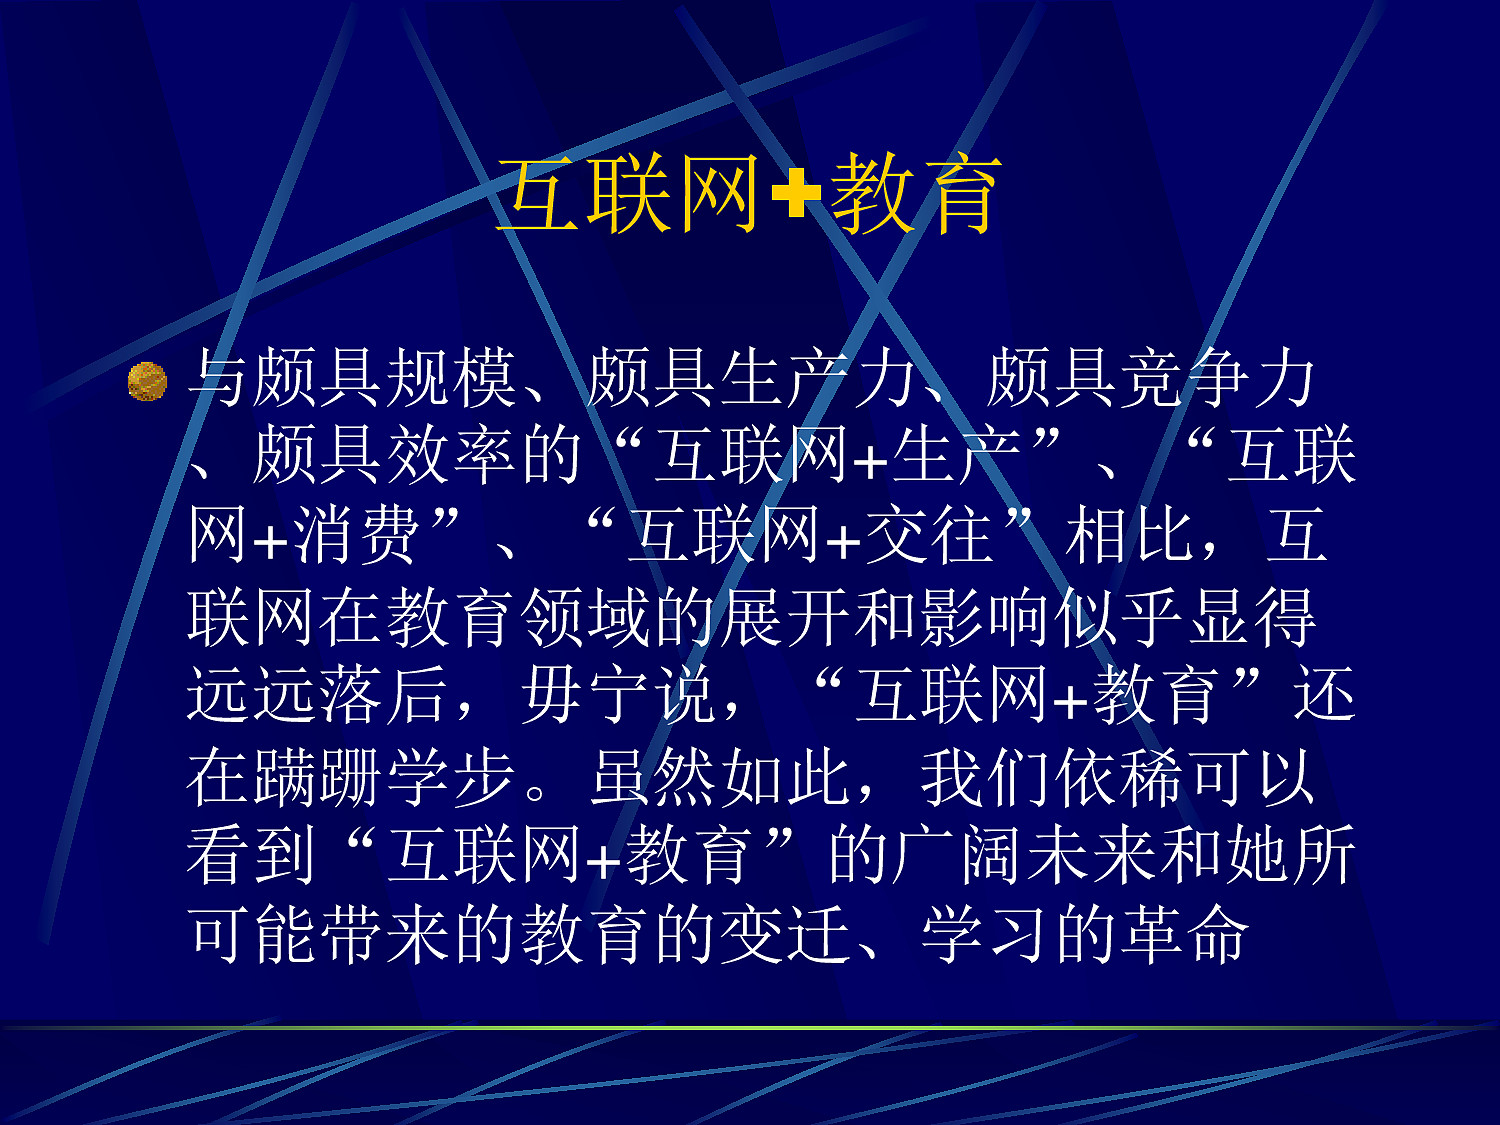 互联网+教育
与颇具规模、颇具生产力、颇具竞争力
、颇具效率的“互联网+生产”、“互联
网+消费”、“互联网+交往”相比，互
联网在教育领域的展开和影响似乎显得
远远落后，毋宁说，“互联网+教育”还
在蹒跚学步。虽然如此，我们依稀可以
看到“互联网+教育”的广阔未来和她所
可能带来的教育的变迁、学习的革命